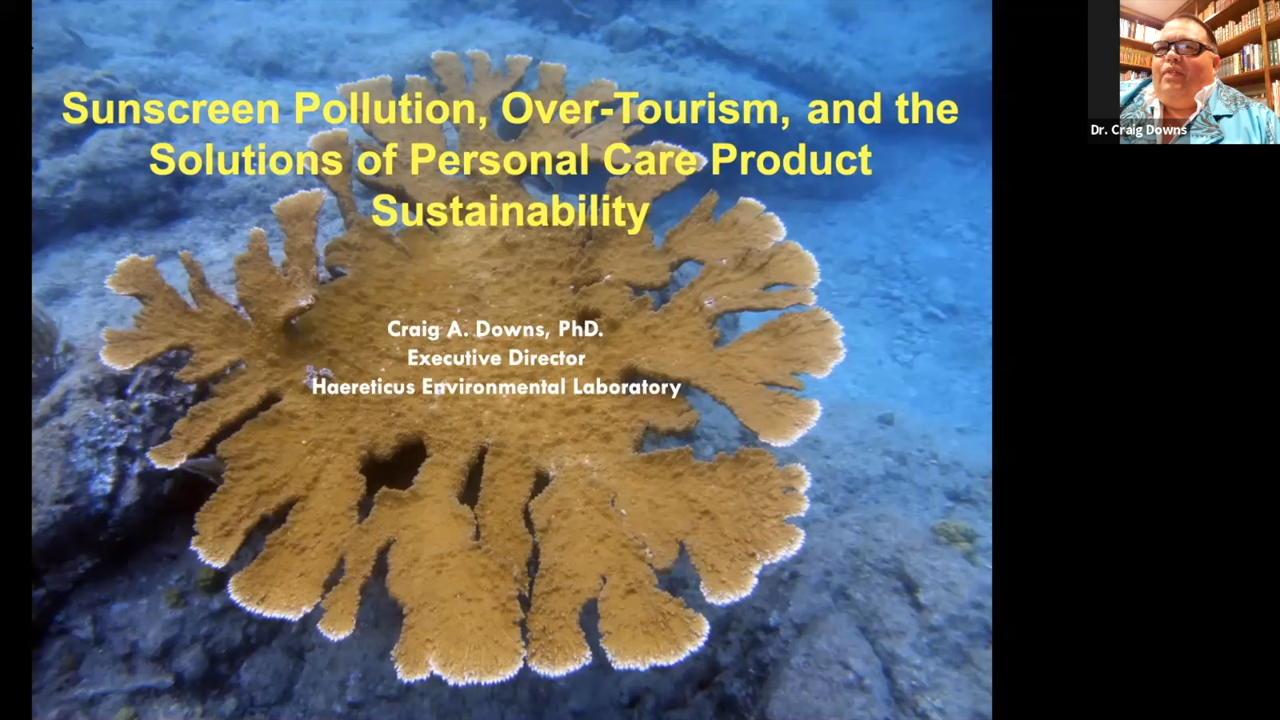 Sunscreen Pollution, Over-Tourism, and the
Solutions of Personal Care Product
Sustainability
Craig A. Downs, PhD.
Executive Director
Haereticus Environmental Laboratory
Dr. Craig Downs